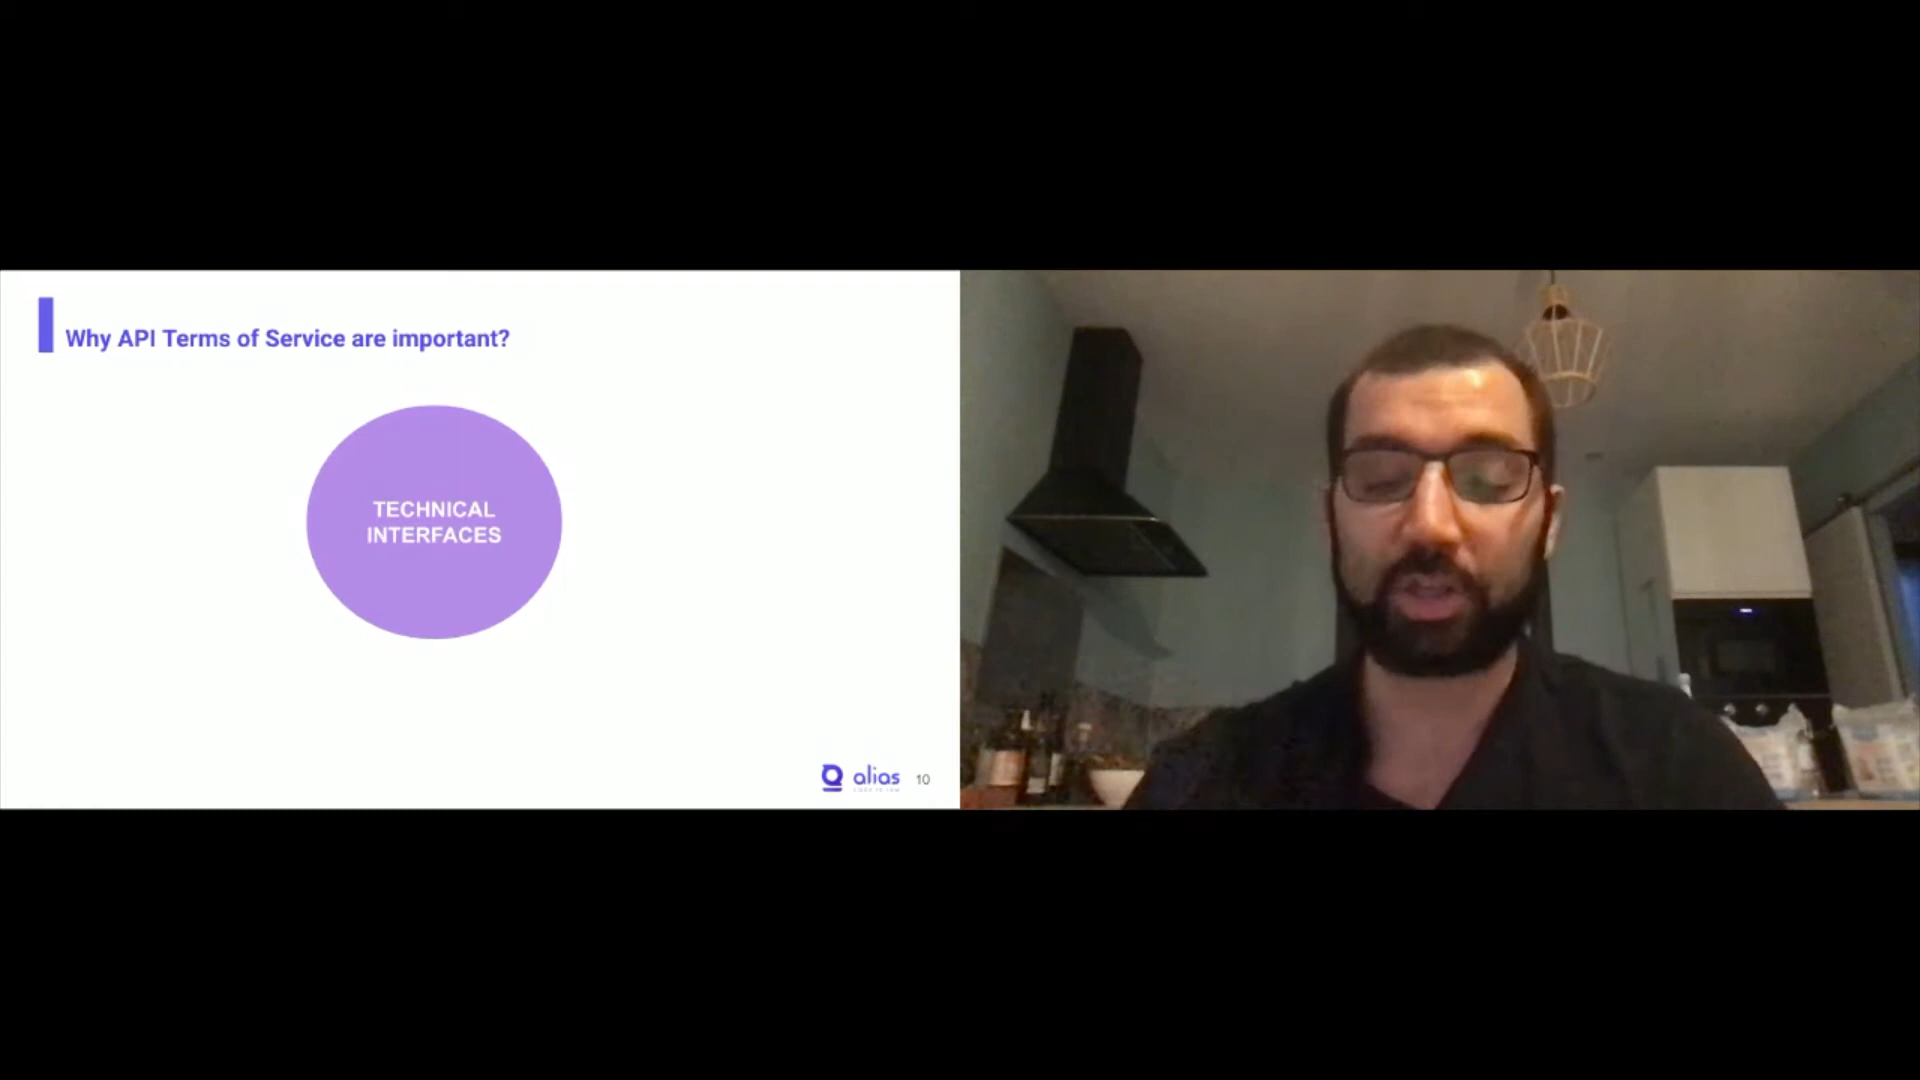 Why API Terms of Service are important?
TECHNICAL
INTERFACES
alias
10